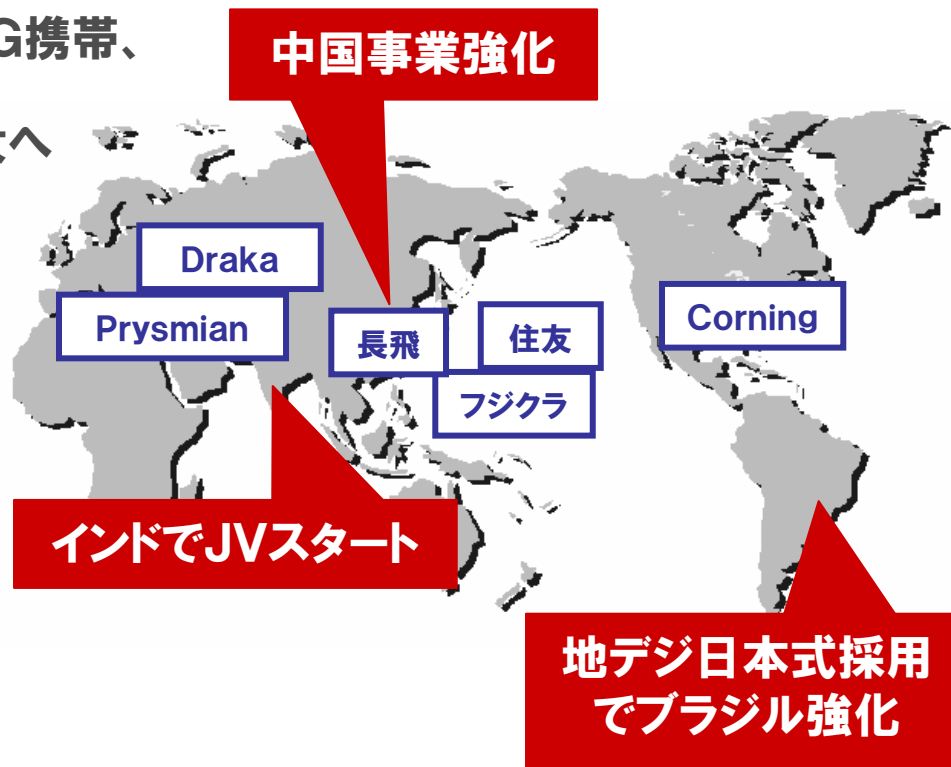 G携帯、
中国事業強化
へ
Draka
Prysmian
長飛
住友
フジクラ
Corning
インドでJVスタート
地デジ日本式採用
でブラジル強化